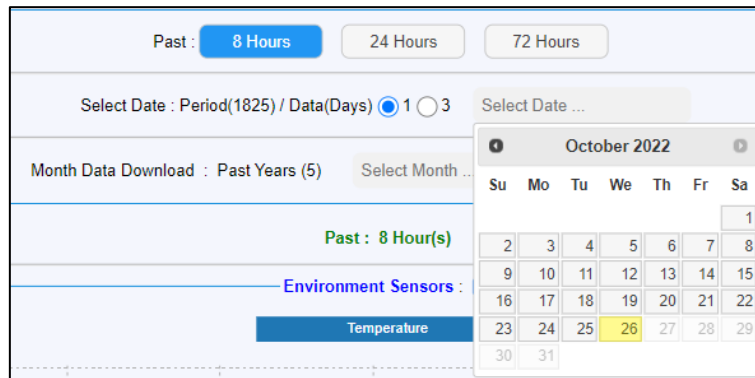 Past : 8 Hours 24 Hours 72 Hours
Select Date : Period(1825) / Data(Days) 1 3 Select Date ...
October 2022
Month Data Download : Past Years (5) Select Month ...
Su Mo Tu We Th Fr Sa
1
Past : 8 Hour(s)
2 3 4 5 6 7 8
9 10 11 12 13 14 15
Environment Sensors :
16 17 18 19 20 21 22
Temperature
23 24 25 26 27 28 29
30 31